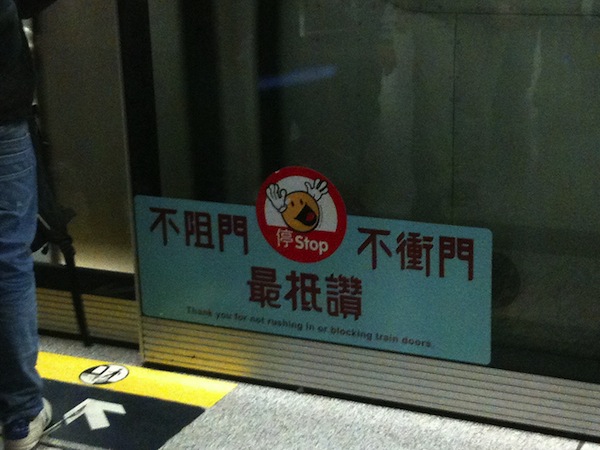 不阻門 停Stop 不衝門
最抵讚
Thank you for not rushing in or blocking train doors.